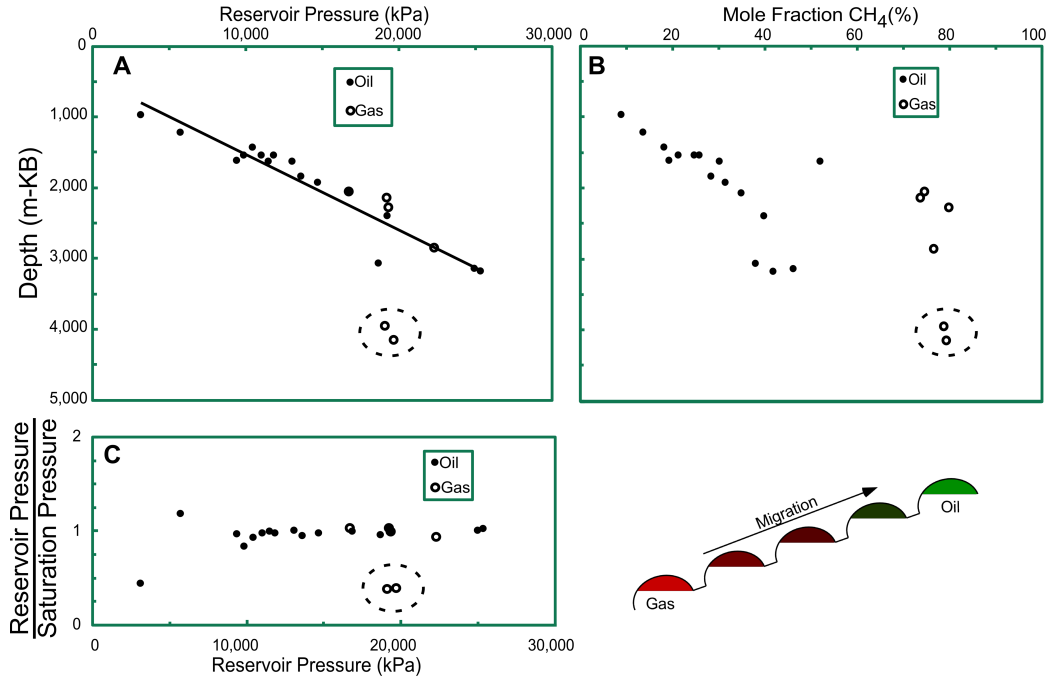 Reservoir Pressure (kPa)
0
10,000
20,000
30,000
A
Oil
Gas
Depth (m-KB)
0
1,000
2,000
3,000
4,000
5,000
Mole Fraction CH4(%)
0
20
40
60
80
100
B
Oil
Gas
Reservoir Pressure
Saturation Pressure
2
1
0
C
Oil
Gas
0
10,000
20,000
30,000
Reservoir Pressure (kPa)
Migration
Oil
Gas